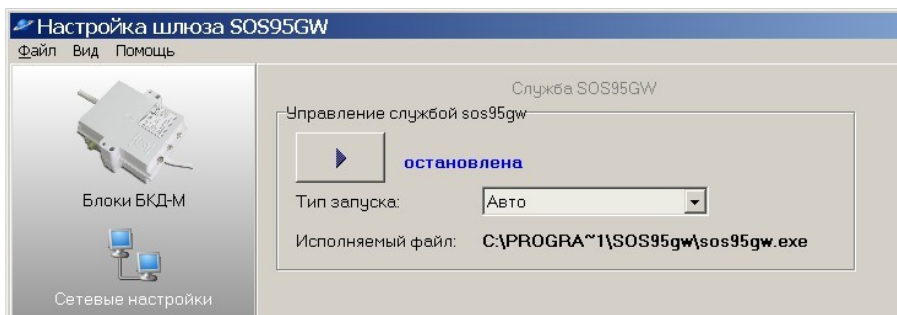 Настройка шлюза SOS95GW
Файл Вид Помощь
Блоки БКД-М
Сетевые настройки
Служба SOS95GW
Управление службой sos95gw
остановлена
Тип запуска: Авто
Исполняемый файл: C:\PROGRA~1\SOS95gw\sos95gw.exe